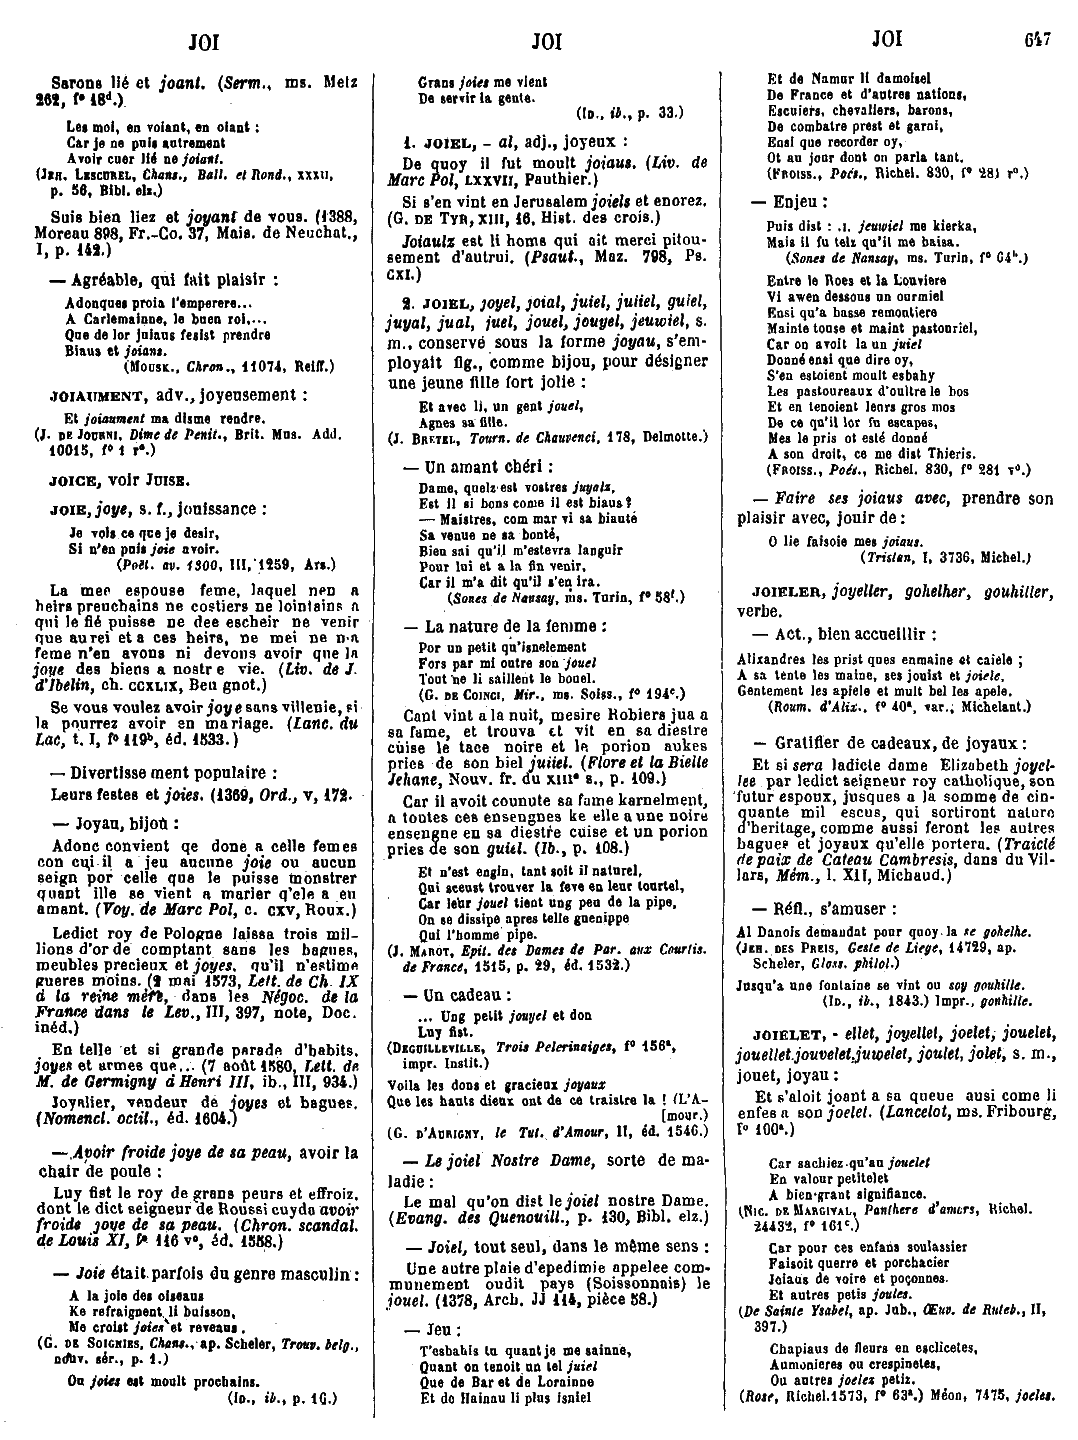 JOI
JOI
JOI
647
Sarons lié et joant. (Serm., ms. Metz
262, f° 18d.)
Les moi, en voiant, en oiant :
Car je ne puis autrement
Avoir cuer lié ne joiant.
(JEH. LESCUREL, Chans., Ball. et Rond., XXXII,
p. 56, Bibl. elz.)
Suis bien liez et joyant de vous. (1388,
Moreau 898, Fr.-Co. 37, Mais. de Neuchat.,
I, p. 142.)
— Agréable, qui fait plaisir :
Adonques proia l'emperere...
A Carlemainne, le buen roi,...
Que de lor juiaus fesist prendre
Biaus et joians.
(MOUSK., Chron., 11074, Reiff.)
JOIAUMENT, adv., joyeusement :
Et joiaument ma disme rendre.
(J. DE JOURNI, Dime de Penit., Brit. Mus. Add.
10015, f° 1 r°.)
JOICE, voir JUISE.
JOIE, joye, s. f., jouissance :
Je vois ce que je desir,
Si n'en puis joie avoir.
(Poët. av. 1300, III, 1259, Ars.)
La mee espouse feme, laquel nen a
heirs preuchains ne costiers ne lointains a
qui le fié puisse ne dee escheir ne venir
que au rei et a ces heirs, ne mei ne ma
feme n'en avons ni devons avoir que la
joye des biens a nostre vie. (Liv. de J.
d'Ibelin, ch. CCXLIX, Beugnot.)
Se vous voulez avoir joye sans villenie, si
la pourrez avoir en mariage. (Lanc. du
Lac, t. I, f° 119b, éd. 1533.)
— Divertissement populaire :
Leurs festes et joies. (1369, Ord., V, 172.
— Joyau, bijou :
Adonc convient qe done a celle femes
con cui il a jeu aucune joie ou aucun
seign por celle que le puisse monstrer
quant ille se vient a marier q'ele a eu
amant. (Voy. de Marc Pol, c. CXV, Roux.)
Ledict roy de Pologne laissa trois mil-
lions d'or de comptant sans les bagues,
meubles precieux et joyes, qu'il n'estime
gueres moins. (2 mai 1573, Lett. de Ch. IX
à la reine mère, dans les Négoc. de la
France dans le Lev., III, 397, note, Doc.
inéd.)
En telle et si grande parade d'habits,
joyes et armes que... (7 août 1580, Lett. de
M. de Germigny à Henri III, ib., III, 934.)
Joyalier, vendeur de joyes et bagues.
(Nomencl. octil., éd. 1604.)
— Avoir froide joye de sa peau, avoir la
chair de poule :
Luy fist le roy de grans peurs et effroiz,
dont le dict seigneur de Roussi cuyda avoir
froide joye de sa peau. (Chron. scandal.
de Louis XI, f° 116 v°, éd. 1558.)
— Joie était parfois du genre masculin :
A la joie des oiseaus
Ke refraignent li buisson,
Me croist joies et reveaus.
(G. DE SOIGNIES, Chans., ap. Scheler, Trouv. belg.,
nouv. sér., p. 1.)
Ou joies est moult prochains.
(ID., ib., p. 16.)
Grans joies me vient
De servir la gente.
(ID., ib., p. 33.)
1. JOIEL, - al, adj., joyeux :
De quoy il fut moult joiaus. (Liv. de
Marc Pol, LXXVII, Pauthier.)
Si s'en vint en Jerusalem joiels et enorez.
(G. DE TYR, XIII, 16, Hist. des crois.)
Joiaulz est li homs qui ait merci pitou-
sement d'autrui. (Psaut., Maz. 798, Ps.
CXI.)
2. JOIEL, joyel, joial, juiel, juliel, guiel,
juyal, jual, juel, jouel, jouyel, jeuwiel, s.
m., conservé sous la forme joyau, s'em-
ployait fig., comme bijou, pour désigner
une jeune fille fort jolie :
Et avec li, un gent jouel,
Agnes sa fille.
(J. BRETEL, Tourn. de Chauvenci, 178, Delmotte.)
— Un amant chéri :
Dame, quelz est vostres juyalz,
Est il si bons come il est biaus?
— Maistres, com mar vi sa biauté
Sa venue ne sa bonté,
Bien sai qu'il m'estevra languir
Pour lui et a la fin venir,
Car il m'a dit qu'il s'en ira.
(Sones de Nansay, ms. Turin, f° 58f.)
— La nature de la femme :
Por un petit qu'isnelement
Fors par mi outre son jouel
Tout ne li saillent le bouel.
(G. DE COINCI, Mir., ms. Soiss., f° 194c.)
Cant vint a la nuit, mesire Robiers jua a
sa fame, et trouva et vit en sa diestre
cuise le tace noire et le porion aukes
pries de son biel juiiel. (Flore et la Bielle
Jehane, Nouv. fr. du XIIIe s., p. 109.)
Car il avoit counute sa fame karnelment,
a toutes ces ensengnes ke elle a une noire
ensengne en sa diestre cuise et un porion
pries de son guiel. (Ib., p. 108.)
Et n'est engin, tant soit il naturel,
Qui sceust trouver la feve en leur tourtel,
Car leur jouel tient ung peu de la pipe,
On se dissipe apres telle guenippe
Qui l'homme pipe.
(J. MAROT, Epit. des Dames de Par. aux Courtis.
de France, 1515, p. 29, éd. 1532.)
— Un cadeau :
... Ung petit jouyel et don
Luy fist.
(DEGUILLEVILLE, Trois Pelerinaiges, f° 156a,
impr. Instit.)
Voila les dons et gracieux joyaux
Que les hauts dieux ont de ce traistre la ! (L'A-
[mour.)
(G. D'AURIGNY, le Tut. d'Amour, II, éd. 1546.)
— Le joiel Nostre Dame, sorte de ma-
ladie :
Le mal qu'on dist le joiel nostre Dame.
(Evang. des Quenouill., p. 130, Bibl. elz.)
— Joiel, tout seul, dans le même sens :
Une autre plaie d'epedimie appelee com-
munement oudit pays (Soissonnais) le
jouel. (1378, Arch. JJ 114, pièce 58.)
— Jeu :
T'esbahis tu quant je me sainne,
Quant on tenoit un tel juiel
Que de Bar et de Lorainne
Et de Hainau li plus isniel
Et de Namur li damoisel
De France et d'autres nations,
Escuiers, chevaliers, barons,
De combatre prest et garni,
Ensi que recorder oy,
Ot au jour dont on parla tant.
(FROISS., Poés., Richel. 830, f° 281 r°.)
— Enjeu :
Puis dist : .I. jeuwiel me kierka,
Mais il fu telz qu'il me baisa.
(Sones de Nansay, ms. Turin, f° 64b.)
Entre le Roes et la Louviere
Vi awen dessous un ourmiel
Ensi qu'a basse remontiere
Mainte touse et maint pastouriel,
Car on avoit la un juiel
Donné ensi que dire oy,
S'en estoient moult esbahy
Les pastoureaux d'oultre le bos
Et en tenoient leurs gros mos
De ce qu'il lor fu escapes,
Mes le pris ot esté donné
A son droit, ce me dist Thieris.
(FROISS., Poés., Richel. 830, f° 281 v°.)
— Faire ses joiaus avec, prendre son
plaisir avec, jouir de :
O lie faisoie mes joiaus.
(Tristan, I, 3736, Michel.)
JOIELER, joyeller, gohelher, gouhiller,
verbe.
— Act., bien accueillir :
Alixandres les prist ques enmaine et caiele ;
A sa tente les maine, ses jouist et joiele,
Gentement les apiele et mult bel les apele.
(Roum. d'Alix., f° 40a, var., Michelant.)
— Gratifier de cadeaux, de joyaux :
Et si sera ladicte dame Elizabeth joyel-
lee par ledict seigneur roy catholique, son
futur espoux, jusques a la somme de cin-
quante mil escus, qui sortiront nature
d'heritage, comme aussi feront les autres
bagues et joyaux qu'elle portera. (Traicté
de paix de Cateau Cambresis, dans du Vil-
lars, Mém., l. XII, Michaud.)
— Réfl., s'amuser :
Al Danois demandat pour quoy la se gohelhe.
(JEH. DES PREIS, Geste de Liege, 14729, ap.
Scheler, Gloss. philol.)
Jusqu'a une fontaine se vint ou soy gouhille.
(ID., ib., 1843.) Impr., gonhille.
JOIELET, - ellet, joyellet, joelet, jouelet,
jouellet, jouvelet, juwelet, joulet, jolet, s. m.,
jouet, joyau :
Et s'aloit joant a sa queue ausi come li
enfes a son joelet. (Lancelot, ms. Fribourg,
f° 100a.)
Car sachiez qu'au jouelet
En valour petitelet
A bien grant signifiance.
(NIC. DE MARGIVAL, Panthere d'amors, Richel.
24432, f° 161c.)
Car pour ces enfans soulassier
Faisoit querre et porchacier
Joiaus de voire et poçonnes.
Et autres petis joules.
(De Sainte Ysabel, ap. Jub., Œuv. de Ruteb., II,
397.)
Chapiaus de fleurs en esclicetes,
Aumonieres ou crespinetes,
Ou autres joelez petiz.
(Rose, Richel. 1573, f° 63a.) Méon, 7475, joeles.